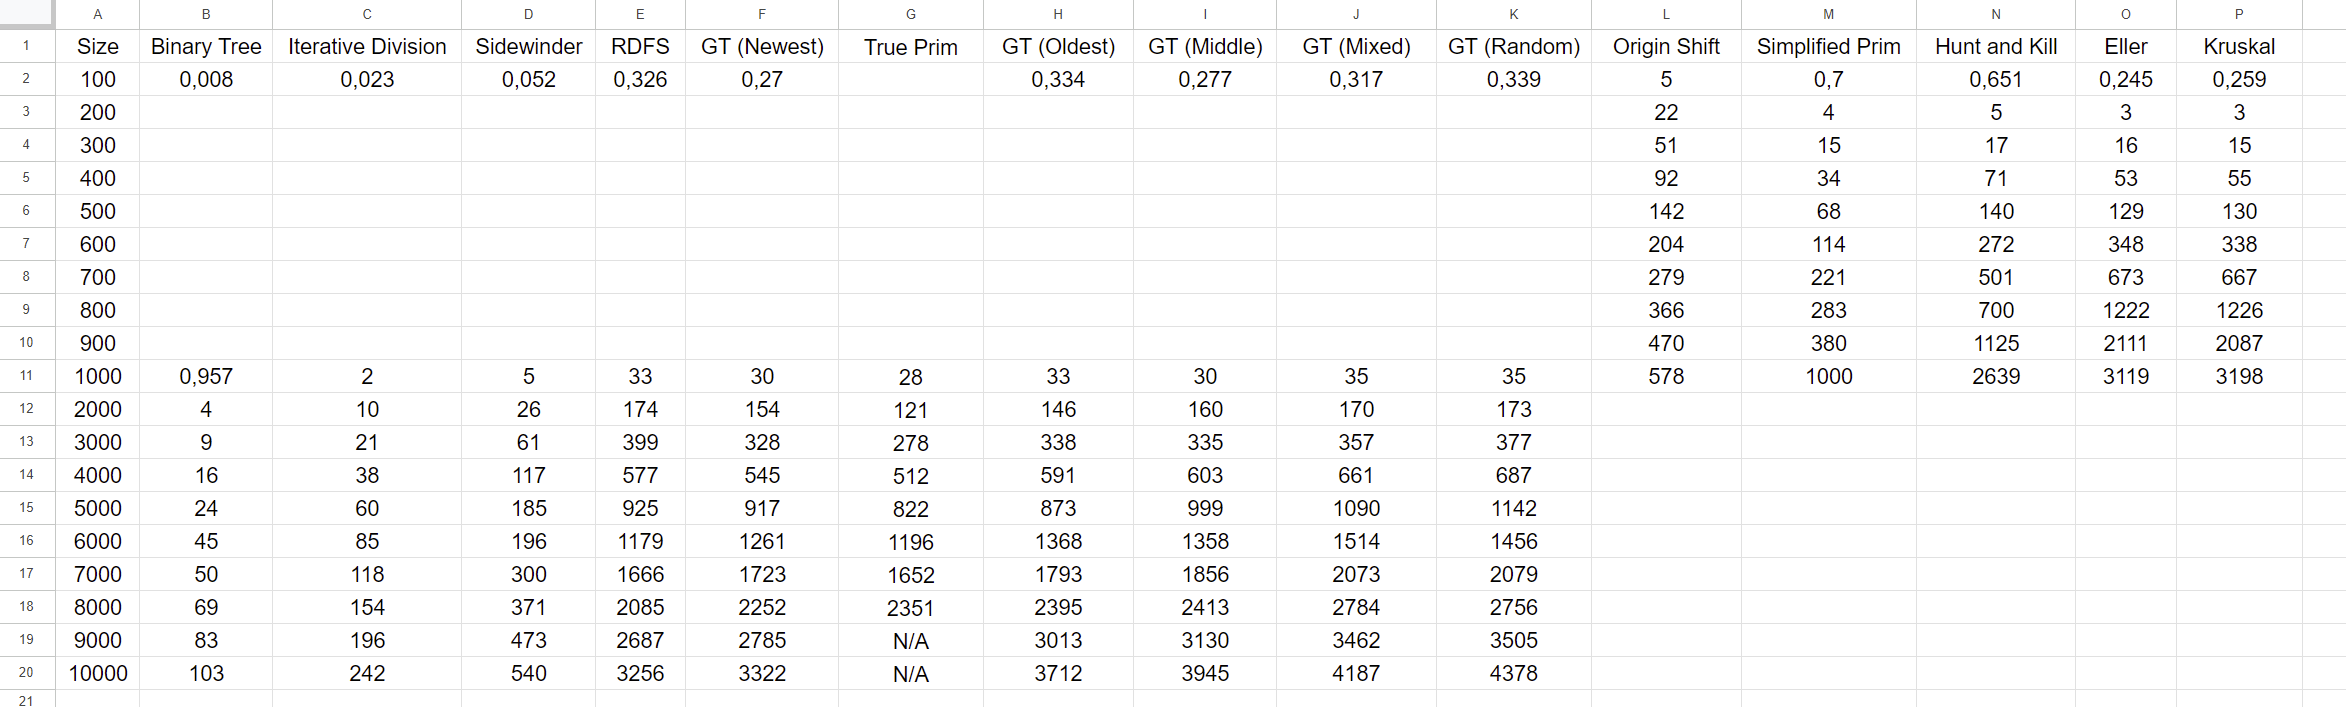 A B C D E F G H I J K L M N O P
1 Size Binary Tree Iterative Division Sidewinder RDFS GT (Newest) True Prim GT (Oldest) GT (Middle) GT (Mixed) GT (Random) Origin Shift Simplified Prim Hunt and Kill Eller Kruskal
2 100 0,008 0,023 0,052 0,326 0,27 0,334 0,277 0,317 0,339 5 0,7 0,651 0,245 0,259
3 200 22 4 5 3 3
4 300 51 15 17 16 15
5 400 92 34 71 53 55
6 500 142 68 140 129 130
7 600 204 114 272 348 338
8 700 279 221 501 673 667
9 800 366 283 700 1222 1226
10 900 470 380 1125 2111 2087
11 1000 0,957 2 5 33 30 28 33 30 35 35 578 1000 2639 3119 3198
12 2000 4 10 26 174 154 121 146 160 170 173
13 3000 9 21 61 399 328 278 338 335 357 377
14 4000 16 38 117 577 545 512 591 603 661 687
15 5000 24 60 185 925 917 822 873 999 1090 1142
16 6000 45 85 196 1179 1261 1196 1368 1358 1514 1456
17 7000 50 118 300 1666 1723 1652 1793 1856 2073 2079
18 8000 69 154 371 2085 2252 2351 2395 2413 2784 2756
19 9000 83 196 473 2687 2785 N/A 3013 3130 3462 3505
20 10000 103 242 540 3256 3322 N/A 3712 3945 4187 4378
21